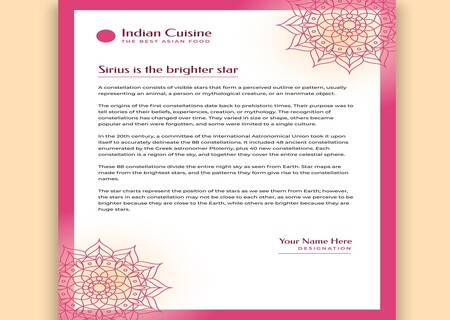 Indian Cuisine
THE BEST ASIAN FOOD
Sirius is the brighter star
A constellation consists of visible stars that form a perceived outline or pattern, usually
representing an animal, a person or mythological creature, or an inanimate object.
The origins of the first constellations date back to prehistoric times. Their purpose was to
tell stories of their beliefs, experiences, creation, or mythology. The recognition of
constellations has changed over time. They varied in size or shape, others became
popular and then were forgotten, and some were limited to a single culture.
In the 20th century, a committee of the International Astronomical Union took it upon
itself to accurately delineate the 88 constellations. It included 48 ancient constellations
enumerated by the Greek astronomer Ptolemy, plus 40 new constellations. Each
constellation is a region of the sky, and together they cover the entire celestial sphere.
These 88 constellations divide the entire night sky as seen from Earth. Star maps are
made from the brightest stars, and the patterns they form give rise to the constellation
names.
The star charts represent the position of the stars as we see them from Earth; however,
the stars in each constellation may not be close to each other, as some we perceive to be
brighter because they are close to the Earth, while others are brighter because they are
huge stars.
Your Name Here
DESIGNATION